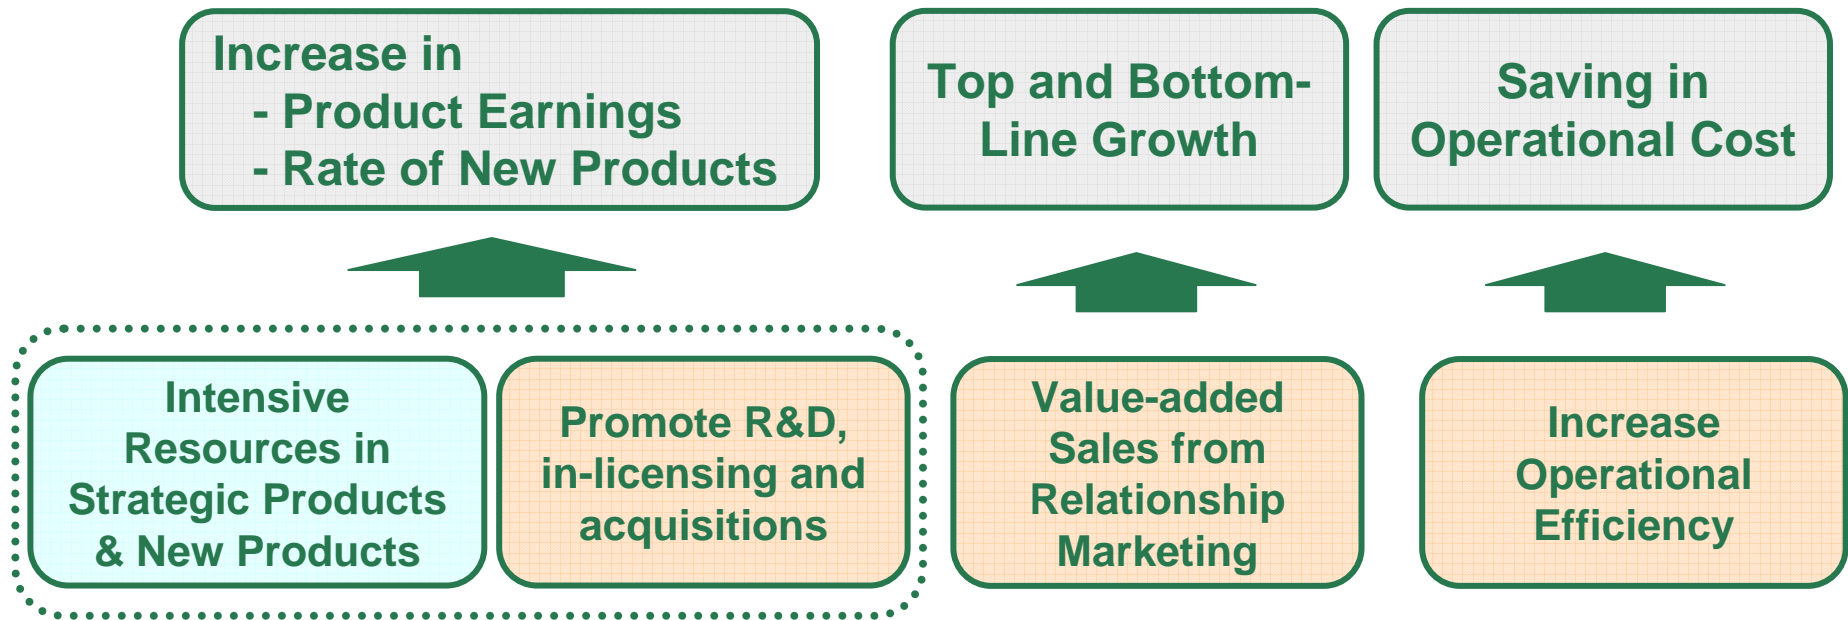 Increase in
- Product Earnings
- Rate of New Products
Top and Bottom-
Line Growth
Saving in
Operational Cost
Intensive
Resources in
Strategic Products
& New Products
Promote R&D,
in-licensing and
acquisitions
Value-added
Sales from
Relationship
Marketing
Increase
Operational
Efficiency